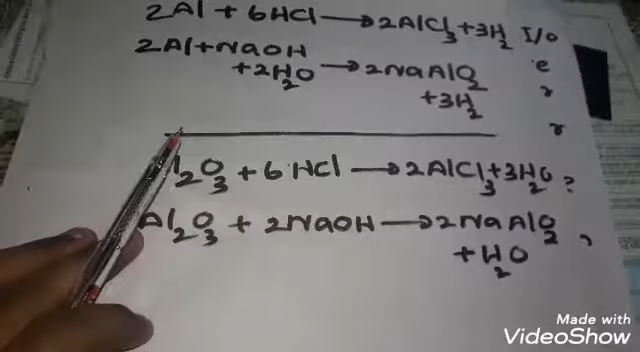 2Al + 6HCl → 2AlCl3 + 3H2 I/o
2Al + NaOH e
+ 2H2O → 2NaAlO2 r
+ 3H2 r
l2O3 + 6HCl → 2AlCl3 + 3H2O ?
Al2O3 + 2NaOH → 2NaAlO2 ,
+ H2O
Made with
VideoShow